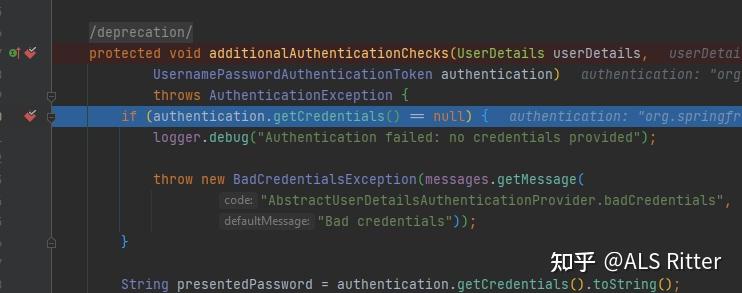 /deprecation/
protected void additionalAuthenticationChecks(UserDetails userDetails, userDetai
UsernamePasswordAuthenticationToken authentication) authentication: "org
throws AuthenticationException {
if (authentication.getCredentials() == null) { authentication: "org.springfr
logger.debug("Authentication failed: no credentials provided");
throw new BadCredentialsException(messages.getMessage(
code: "AbstractUserDetailsAuthenticationProvider.badCredentials",
defaultMessage: "Bad credentials"));
}
String presentedPassword = authentication.getCredentials().toString();
知乎 @ALS Ritter